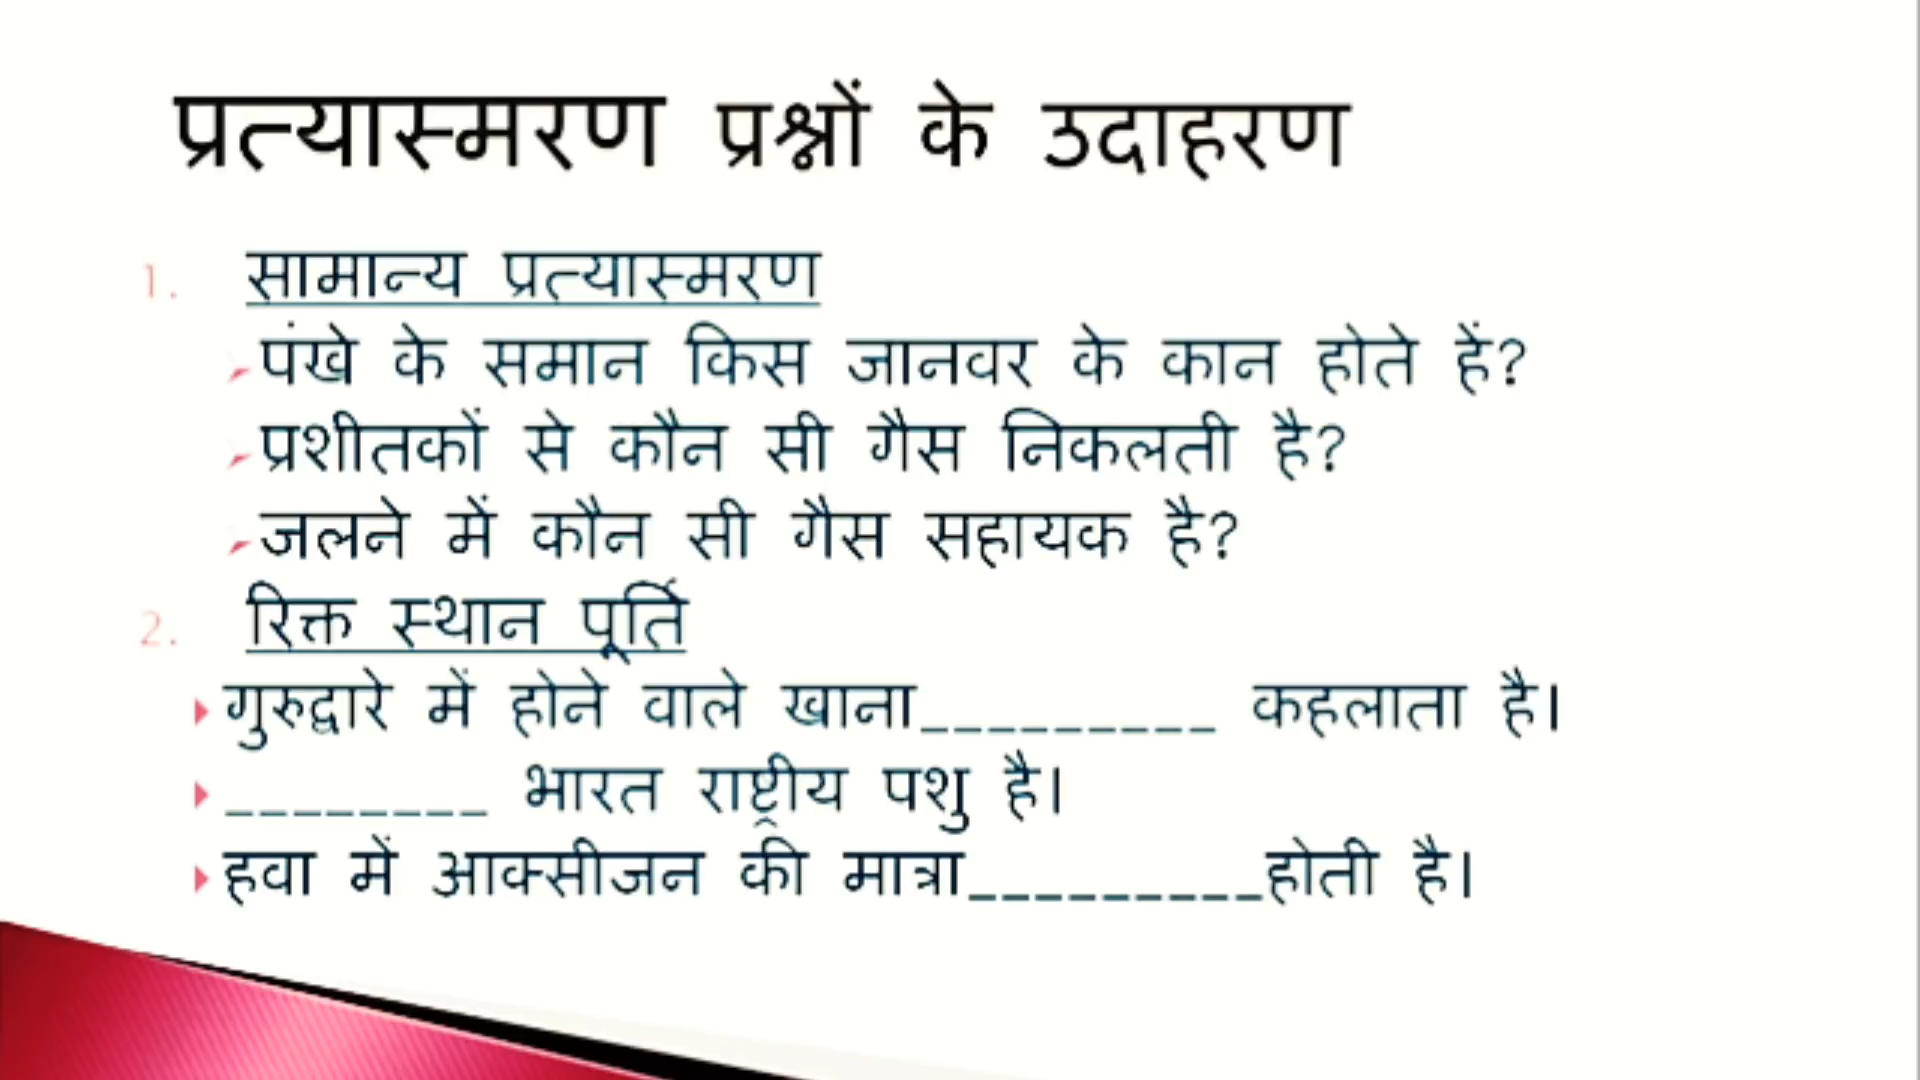 प्रत्यास्मरण प्रश्नों के उदाहरण
1. सामान्य प्रत्यास्मरण
पंखे के समान किस जानवर के कान होते हें?
प्रशीतकों से कौन सी गैस निकलती है?
जलने में कौन सी गैस सहायक है?
2. रिक्त स्थान पूर्ति
गुरुद्वारे में होने वाले खाना_________ कहलाता है।
________ भारत राष्ट्रीय पशु है।
हवा में आक्सीजन की मात्रा_________होती है।